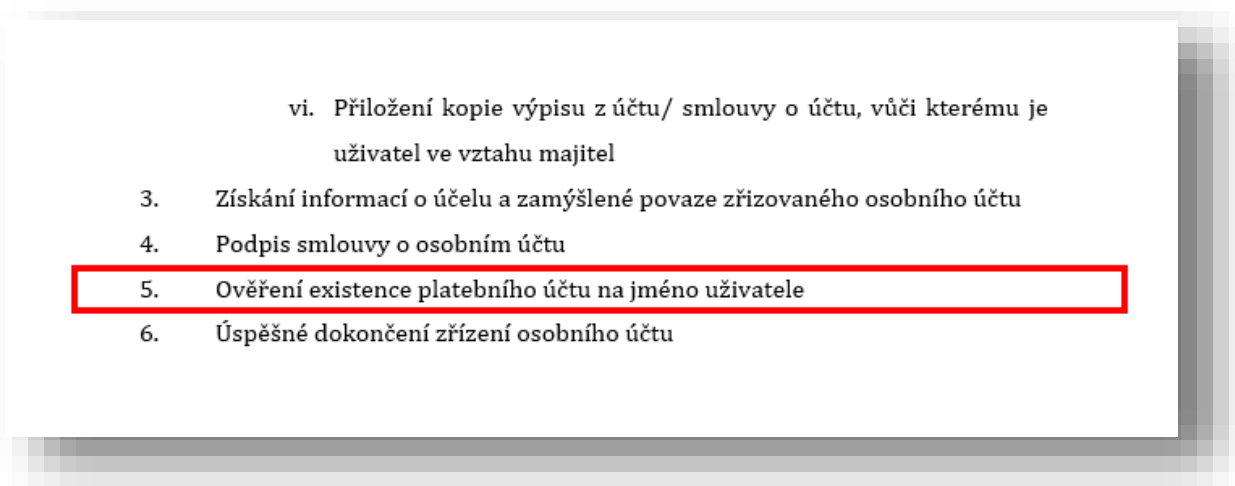 vi. Přiložení kopie výpisu z účtu/ smlouvy o účtu, vůči kterému je
uživatel ve vztahu majitel
3. Získání informací o účelu a zamýšlené povaze zřizovaného osobního účtu
4. Podpis smlouvy o osobním účtu
5. Ověření existence platebního účtu na jméno uživatele
6. Úspěšné dokončení zřízení osobního účtu